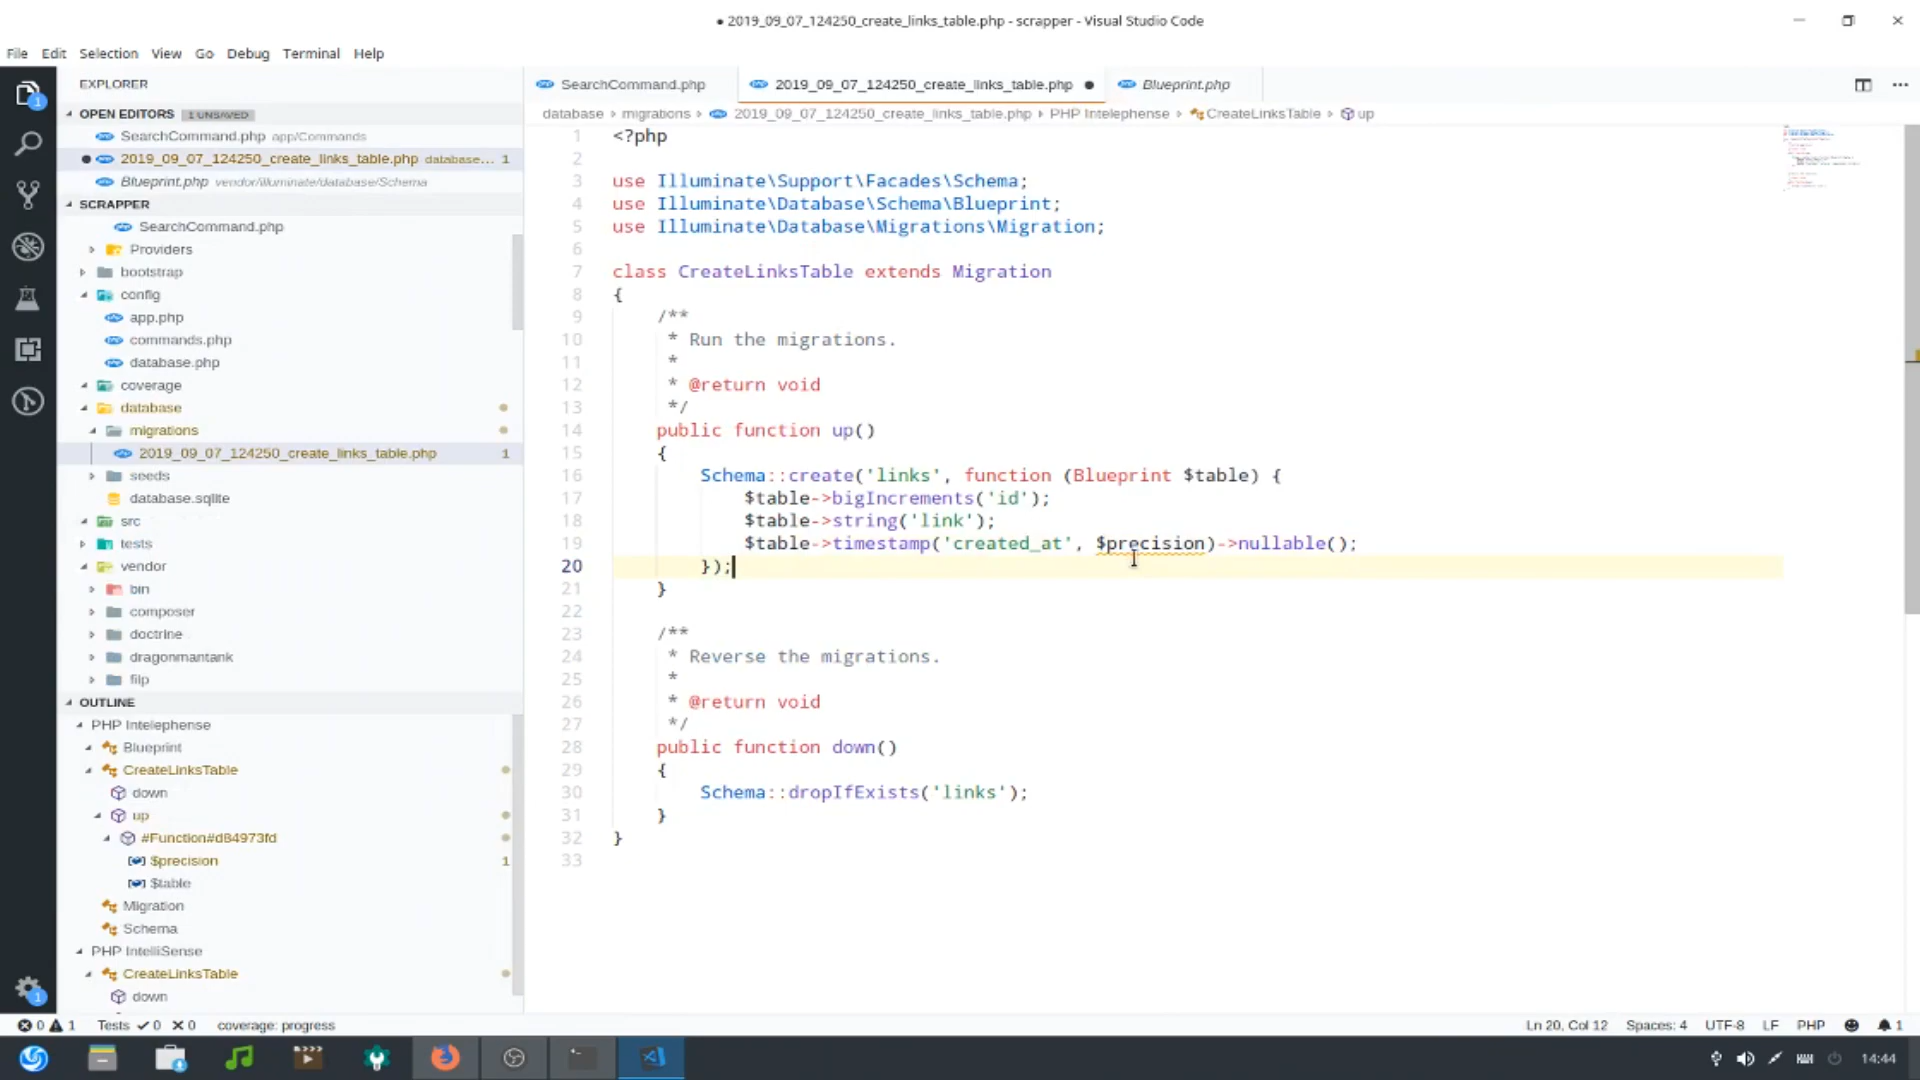 ● 2019_09_07_124250_create_links_table.php - scrapper - Visual Studio Code
File Edit Selection View Go Debug Terminal Help
EXPLORER
OPEN EDITORS 1 UNSAVED
SearchCommand.php app/Commands
● 2019_09_07_124250_create_links_table.php database... 1
Blueprint.php vendor/illuminate/database/Schema
SCRAPPER
SearchCommand.php
Providers
bootstrap
config
app.php
commands.php
database.php
coverage
database
migrations
2019_09_07_124250_create_links_table.php 1
seeds
database.sqlite
src
tests
vendor
bin
composer
doctrine
dragonmantank
filp
OUTLINE
PHP Intelephense
Blueprint
CreateLinksTable
down
up
#Function#d84973fd
$precision 1
$table
Migration
Schema
PHP IntelliSense
CreateLinksTable
down
SearchCommand.php 2019_09_07_124250_create_links_table.php ● Blueprint.php
database › migrations › 2019_09_07_124250_create_links_table.php › PHP Intelephense › CreateLinksTable › up
1 <?php
2
3 use Illuminate\Support\Facades\Schema;
4 use Illuminate\Database\Schema\Blueprint;
5 use Illuminate\Database\Migrations\Migration;
6
7 class CreateLinksTable extends Migration
8 {
9 /**
10 * Run the migrations.
11 *
12 * @return void
13 */
14 public function up()
15 {
16 Schema::create('links', function (Blueprint $table) {
17 $table->bigIncrements('id');
18 $table->string('link');
19 $table->timestamp('created_at', $precision)->nullable();
20 });
21 }
22
23 /**
24 * Reverse the migrations.
25 *
26 * @return void
27 */
28 public function down()
29 {
30 Schema::dropIfExists('links');
31 }
32 }
33
0 1 Tests ✓ 0 ✕ 0 coverage: progress Ln 20, Col 12 Spaces: 4 UTF-8 LF PHP 1
14:44